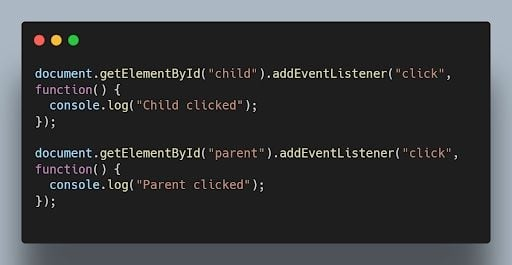 document.getElementById("child").addEventListener("click",
function() {
  console.log("Child clicked");
});
document.getElementById("parent").addEventListener("click",
function() {
  console.log("Parent clicked");
});